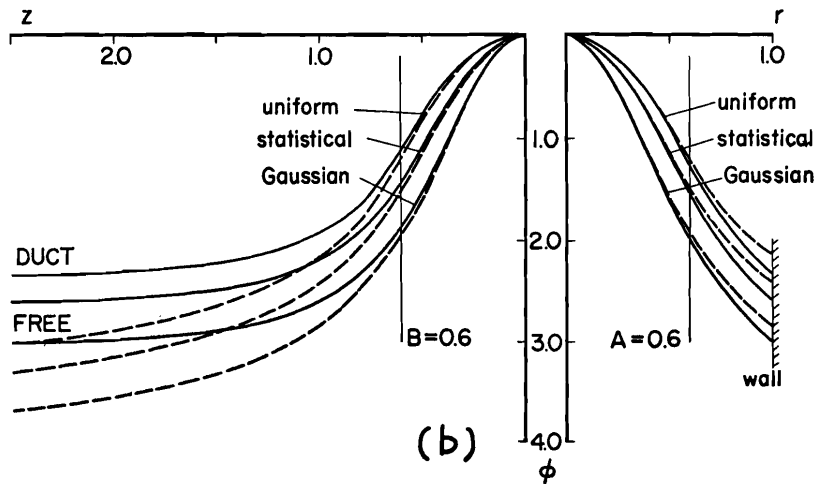 z
r
2.0
1.0
1.0
uniform
statistical
Gaussian
uniform
statistical
Gaussian
1.0
2.0
3.0
4.0
DUCT
FREE
B=0.6
A=0.6
wall
(b)
ϕ